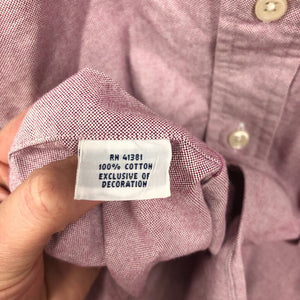 RN 41381
100% COTTON
EXCLUSIVE OF
DECORATION